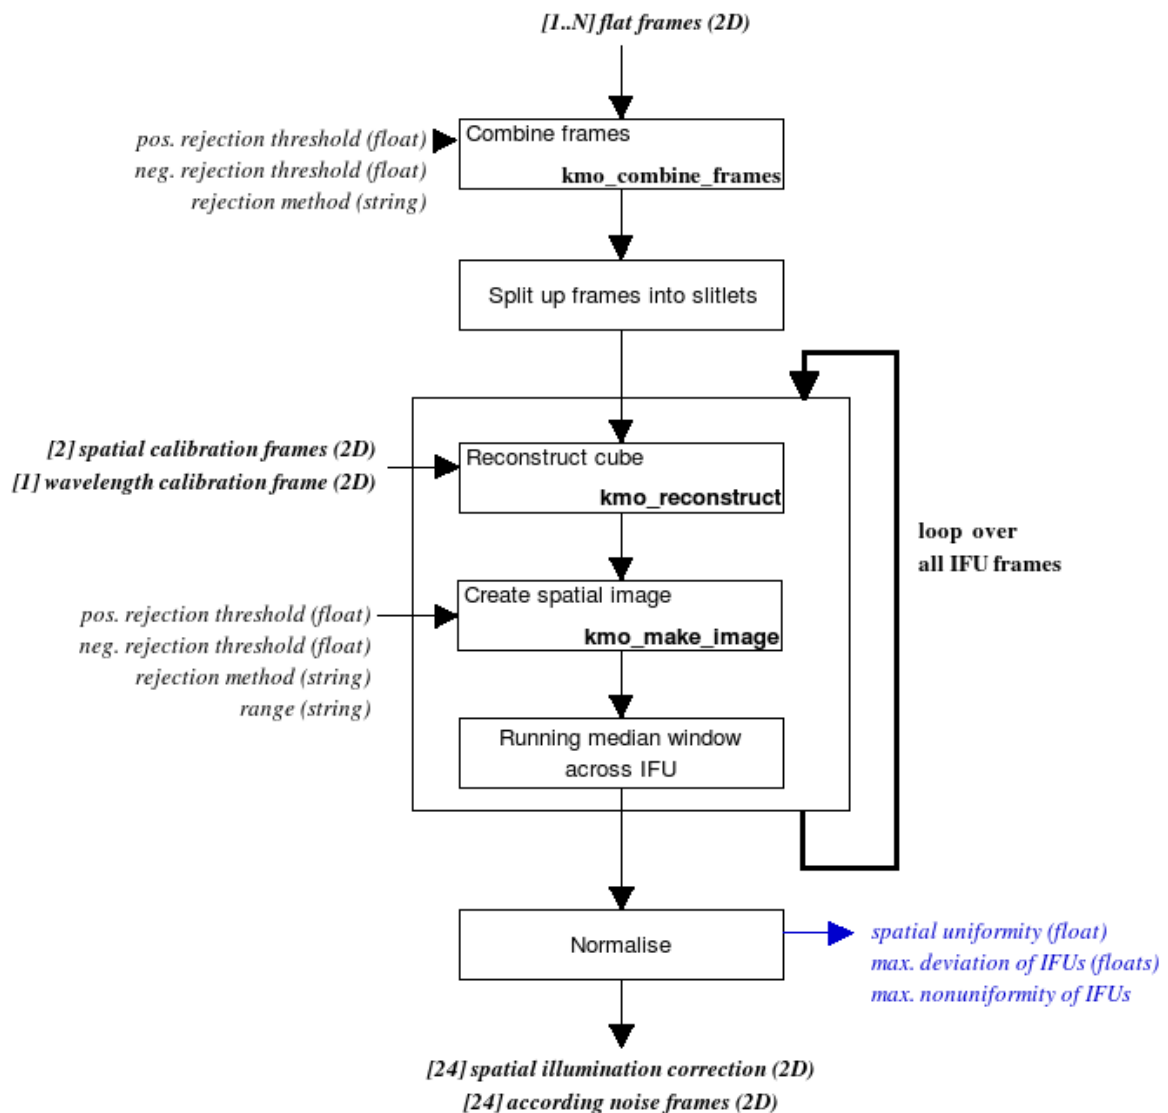 [1..N] flat frames (2D)
pos. rejection threshold (float)
neg. rejection threshold (float)
rejection method (string)
Combine frames
kmo_combine_frames
Split up frames into slitlets
[2] spatial calibration frames (2D)
[1] wavelength calibration frame (2D)
Reconstruct cube
kmo_reconstruct
loop over
all IFU frames
pos. rejection threshold (float)
neg. rejection threshold (float)
rejection method (string)
range (string)
Create spatial image
kmo_make_image
Running median window
across IFU
Normalise
spatial uniformity (float)
max. deviation of IFUs (floats)
max. nonuniformity of IFUs
[24] spatial illumination correction (2D)
[24] according noise frames (2D)